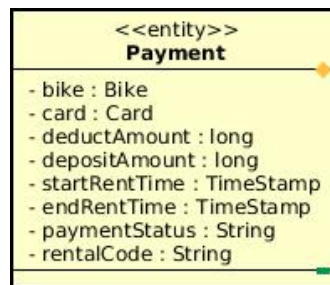 <<entity>>
Payment
- bike : Bike
- card : Card
- deductAmount : long
- depositAmount : long
- startRentTime : TimeStamp
- endRentTime : TimeStamp
- paymentStatus : String
- rentalCode : String